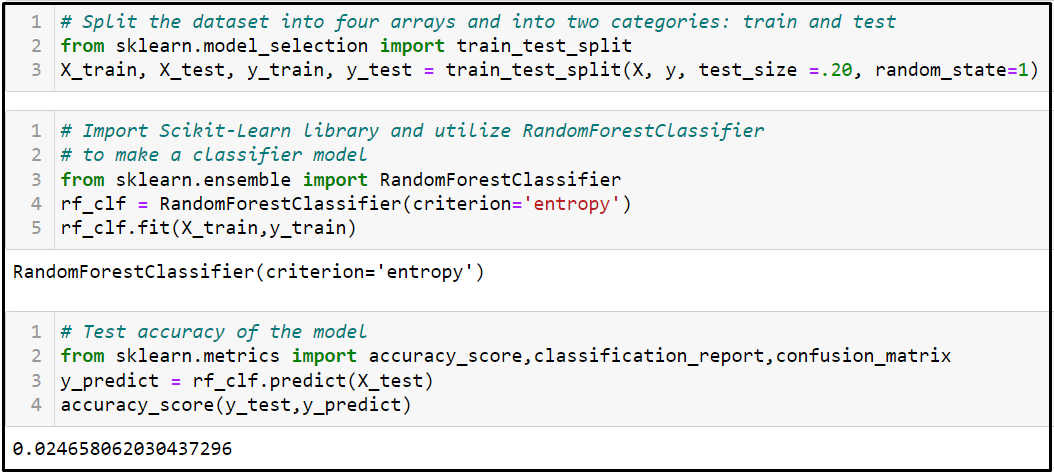 1 # Split the dataset into four arrays and into two categories: train and test
2 from sklearn.model_selection import train_test_split
3 X_train, X_test, y_train, y_test = train_test_split(X, y, test_size =.20, random_state=1)
1 # Import Scikit-Learn library and utilize RandomForestClassifier
2 # to make a classifier model
3 from sklearn.ensemble import RandomForestClassifier
4 rf_clf = RandomForestClassifier(criterion='entropy')
5 rf_clf.fit(X_train,y_train)
RandomForestClassifier(criterion='entropy')
1 # Test accuracy of the model
2 from sklearn.metrics import accuracy_score,classification_report,confusion_matrix
3 y_predict = rf_clf.predict(X_test)
4 accuracy_score(y_test,y_predict)
0.024658062030437296